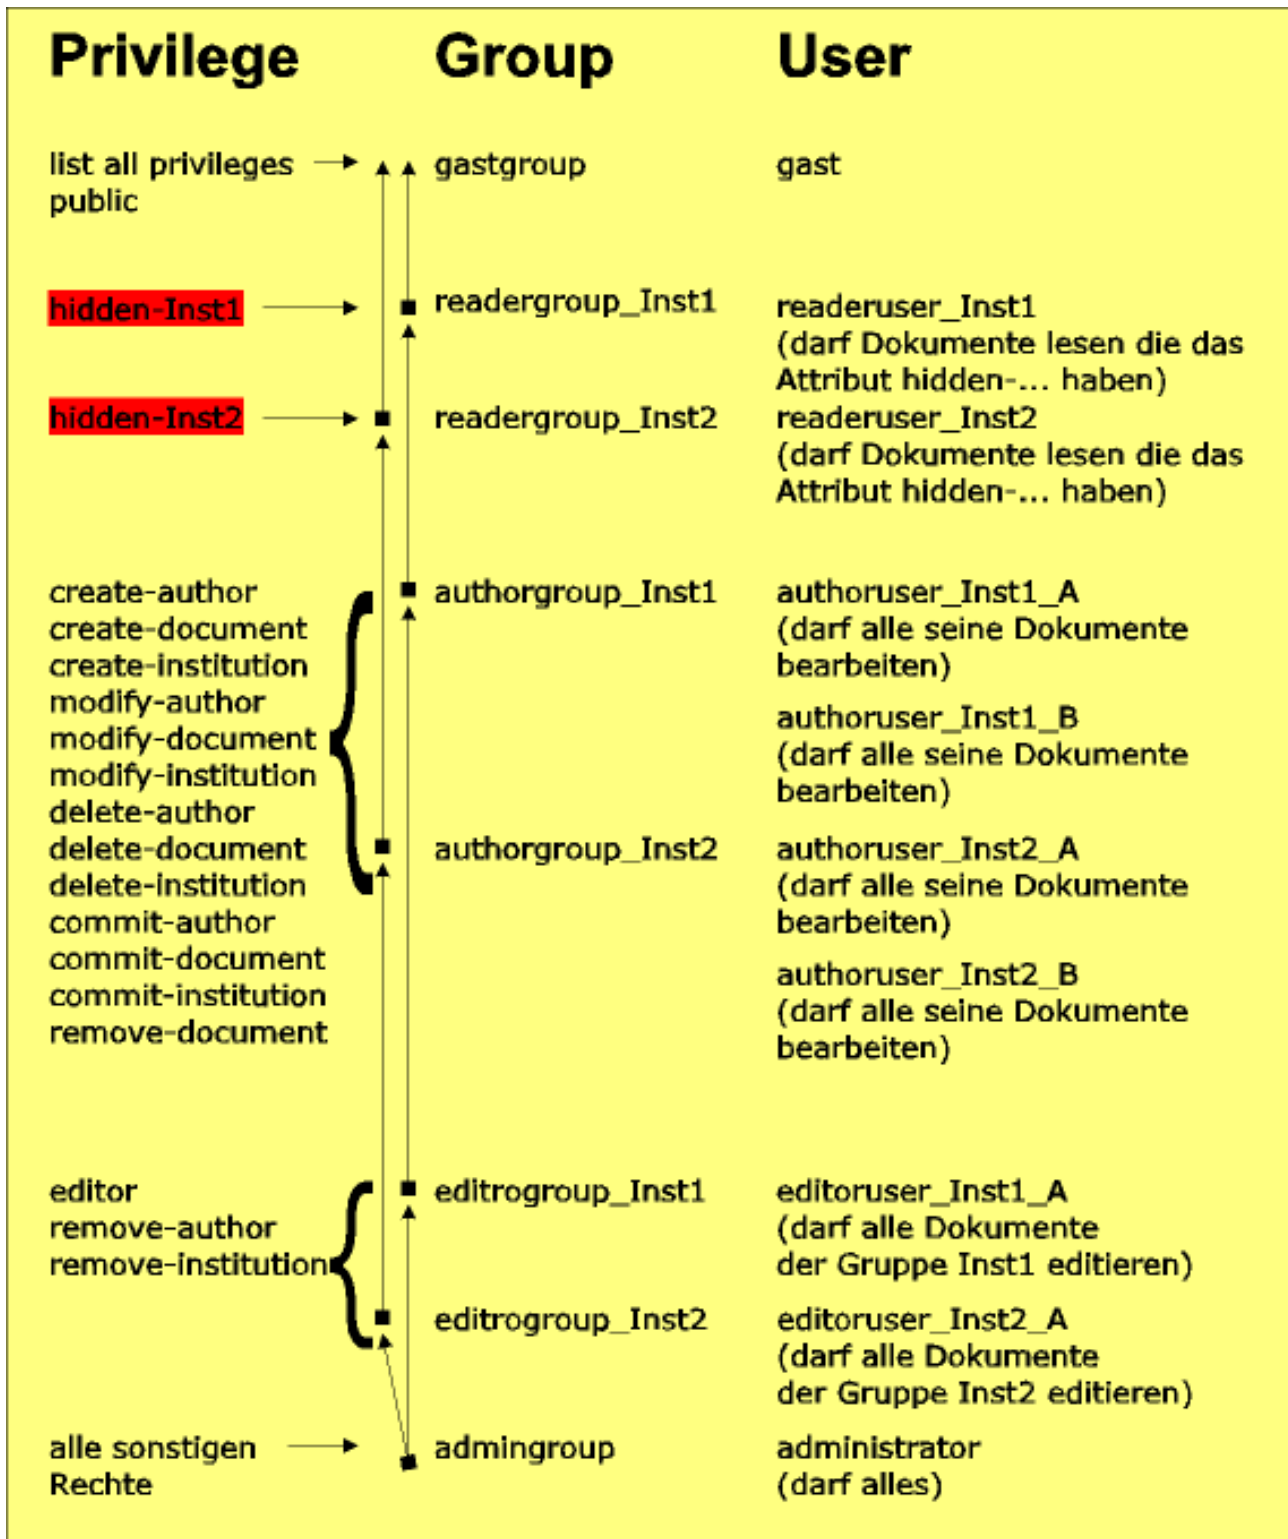 Privilege Group User
list all privileges gastgroup gast
public
hidden-Inst1 readergroup_Inst1 readeruser_Inst1
(darf Dokumente lesen die das
Attribut hidden-... haben)
hidden-Inst2 readergroup_Inst2 readeruser_Inst2
(darf Dokumente lesen die das
Attribut hidden-... haben)
create-author authorgroup_Inst1 authoruser_Inst1_A
create-document (darf alle seine Dokumente
create-institution bearbeiten)
modify-author authoruser_Inst1_B
modify-document (darf alle seine Dokumente
modify-institution bearbeiten)
delete-author
delete-document authorgroup_Inst2 authoruser_Inst2_A
delete-institution (darf alle seine Dokumente
commit-author bearbeiten)
commit-document authoruser_Inst2_B
commit-institution (darf alle seine Dokumente
remove-document bearbeiten)
editor editrogroup_Inst1 editoruser_Inst1_A
remove-author (darf alle Dokumente
remove-institution der Gruppe Inst1 editieren)
editrogroup_Inst2 editoruser_Inst2_A
(darf alle Dokumente
der Gruppe Inst2 editieren)
alle sonstigen admingroup administrator
Rechte (darf alles)